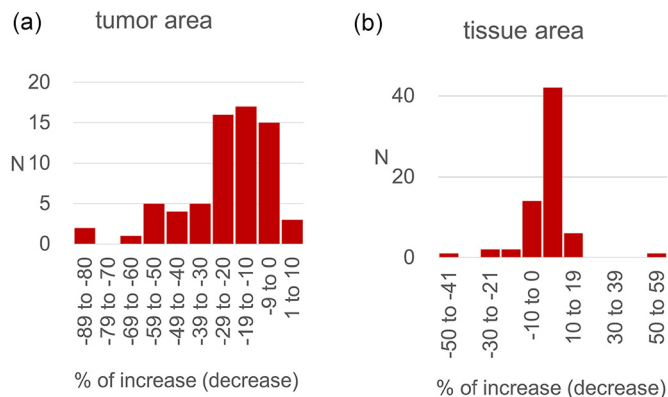 (a) tumor area
20
15
N
10
5
0
-89 to -80
-79 to -70
-69 to -60
-59 to -50
-49 to -40
-39 to -30
-29 to -20
-19 to -10
-9 to 0
1 to 10
% of increase (decrease)
(b) tissue area
40
N
20
0
-50 to -41
-30 to -21
-10 to 0
10 to 19
30 to 39
50 to 59
% of increase (decrease)